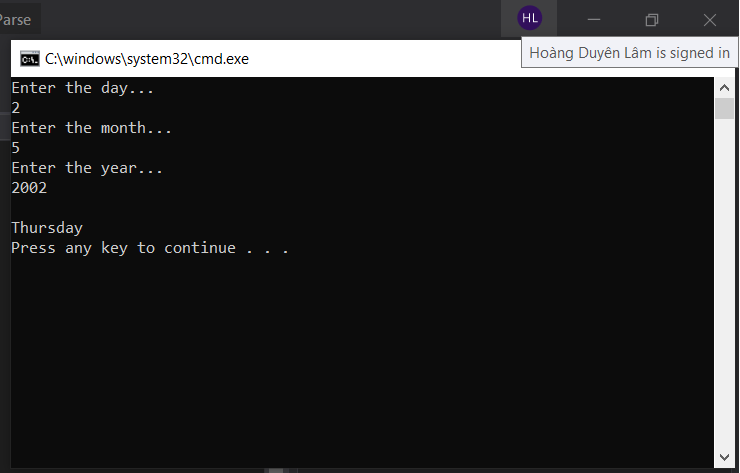 Parse
HL
Hoàng Duyên Lâm is signed in
C:\windows\system32\cmd.exe
Enter the day...
2
Enter the month...
5
Enter the year...
2002
Thursday
Press any key to continue . . .